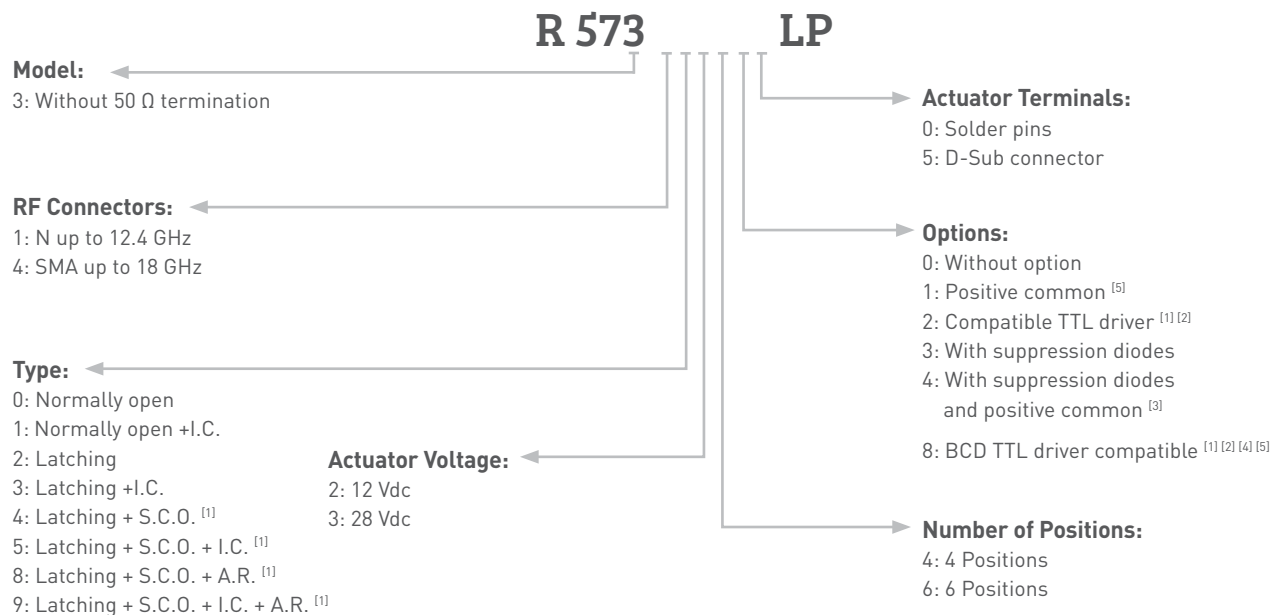 R 573 LP
Model:
3: Without 50 Ω termination
RF Connectors:
1: N up to 12.4 GHz
4: SMA up to 18 GHz
Type:
0: Normally open
1: Normally open +I.C.
2: Latching
3: Latching +I.C.
4: Latching + S.C.O. [1]
5: Latching + S.C.O. + I.C. [1]
8: Latching + S.C.O. + A.R. [1]
9: Latching + S.C.O. + I.C. + A.R. [1]
Actuator Voltage:
2: 12 Vdc
3: 28 Vdc
Actuator Terminals:
0: Solder pins
5: D-Sub connector
Options:
0: Without option
1: Positive common [5]
2: Compatible TTL driver [1] [2]
3: With suppression diodes
4: With suppression diodes
and positive common [3]
8: BCD TTL driver compatible [1] [2] [4] [5]
Number of Positions:
4: 4 Positions
6: 6 Positions